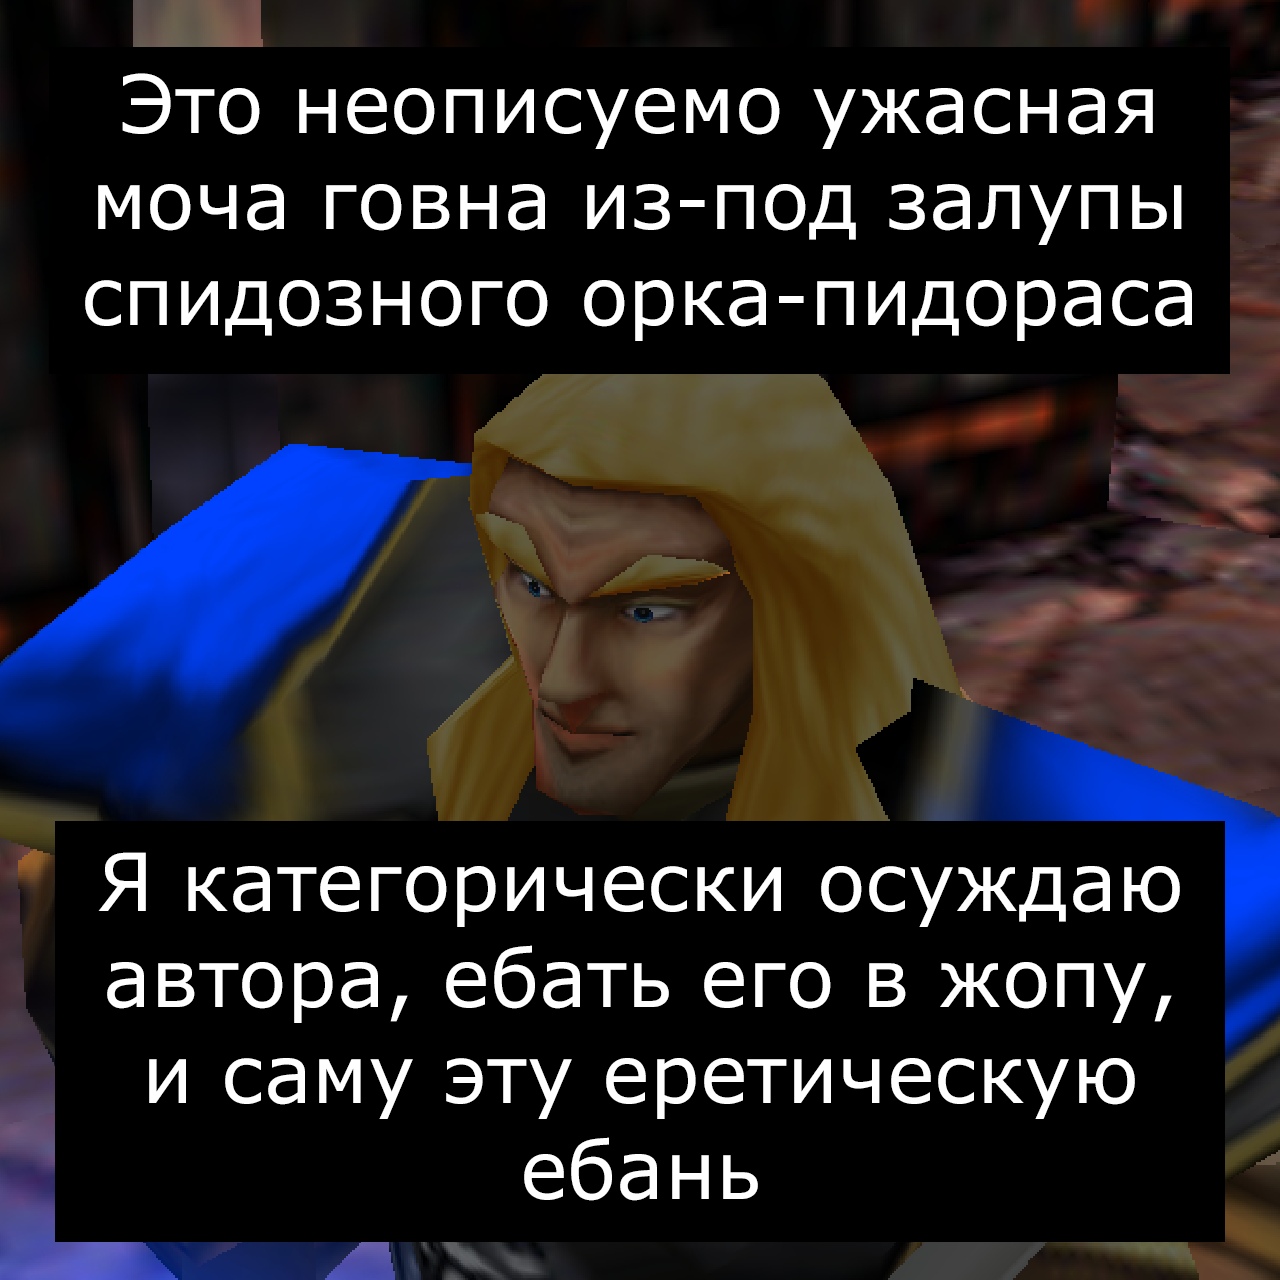 Это неописуемо ужасная
моча говна из-под залупы
спидозного орка-пидораса
Я категорически осуждаю
автора, ебать его в жопу,
и саму эту еретическую
ебань